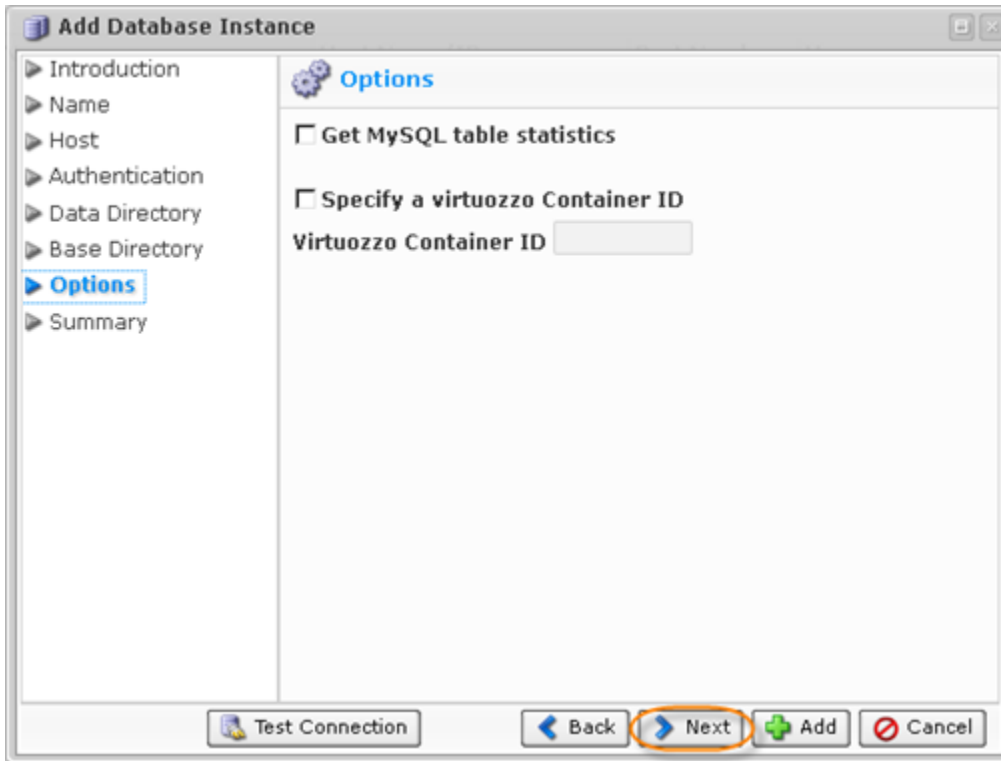 Add Database Instance
Introduction
Name
Host
Authentication
Data Directory
Base Directory
Options
Summary
Options
Get MySQL table statistics
Specify a virtuozzo Container ID
Virtuozzo Container ID
Test Connection
Back
Next
Add
Cancel